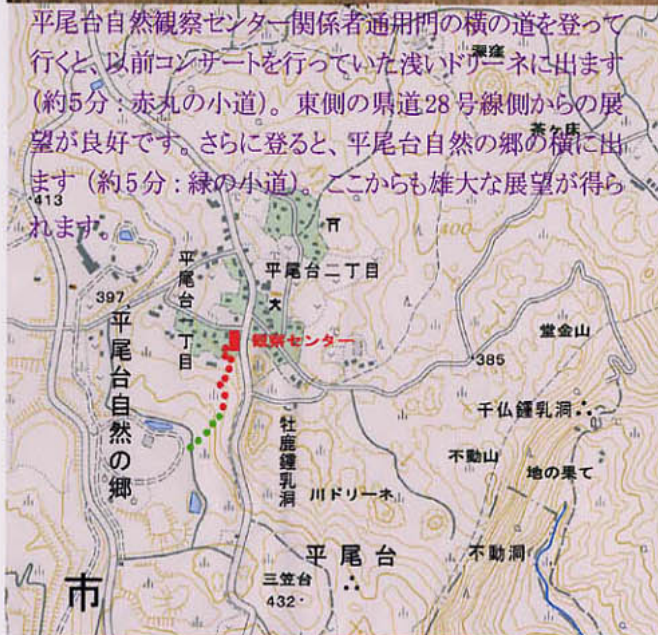 平尾台自然観察センター関係者通用門の横の道を登って
行くと、以前コンサートを行っていた浅いドリーネに出ます
(約5分：赤丸の小道)。東側の県道28号線側からの展
望が良好です。さらに登ると、平尾台自然の郷の横に出
ます（約5分：緑の小道)。ここからも雄大な展望が得ら
れます。
深窪
茶ヶ床
413
400
平尾台二丁目
平尾台一丁目
397
平尾台自然の郷
観察センター
385
堂金山
千仏鍾乳洞
牡鹿鍾乳洞
不動山
地の果て
川ドリーネ
平尾台
不動洞
三笠台
432
市